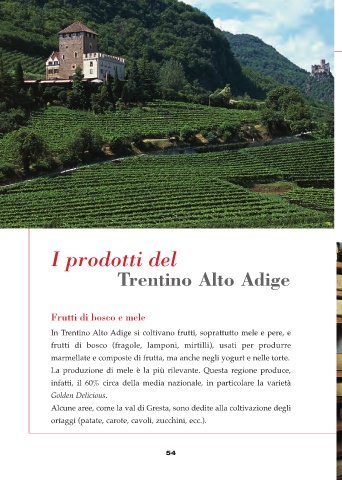 I prodotti del
Trentino Alto Adige
Frutti di bosco e mele
In Trentino Alto Adige si coltivano frutti, soprattutto mele e pere, e
frutti di bosco (fragole, lamponi, mirtilli), usati per produrre
marmellate e composte di frutta, ma anche negli yogurt e nelle torte.
La produzione di mele è la più rilevante. Questa regione produce,
infatti, il 60% circa della media nazionale, in particolare la varietà
Golden Delicious.
Alcune aree, come la val di Gresta, sono dedite alla coltivazione degli
ortaggi (patate, carote, cavoli, zucchini, ecc.).
54